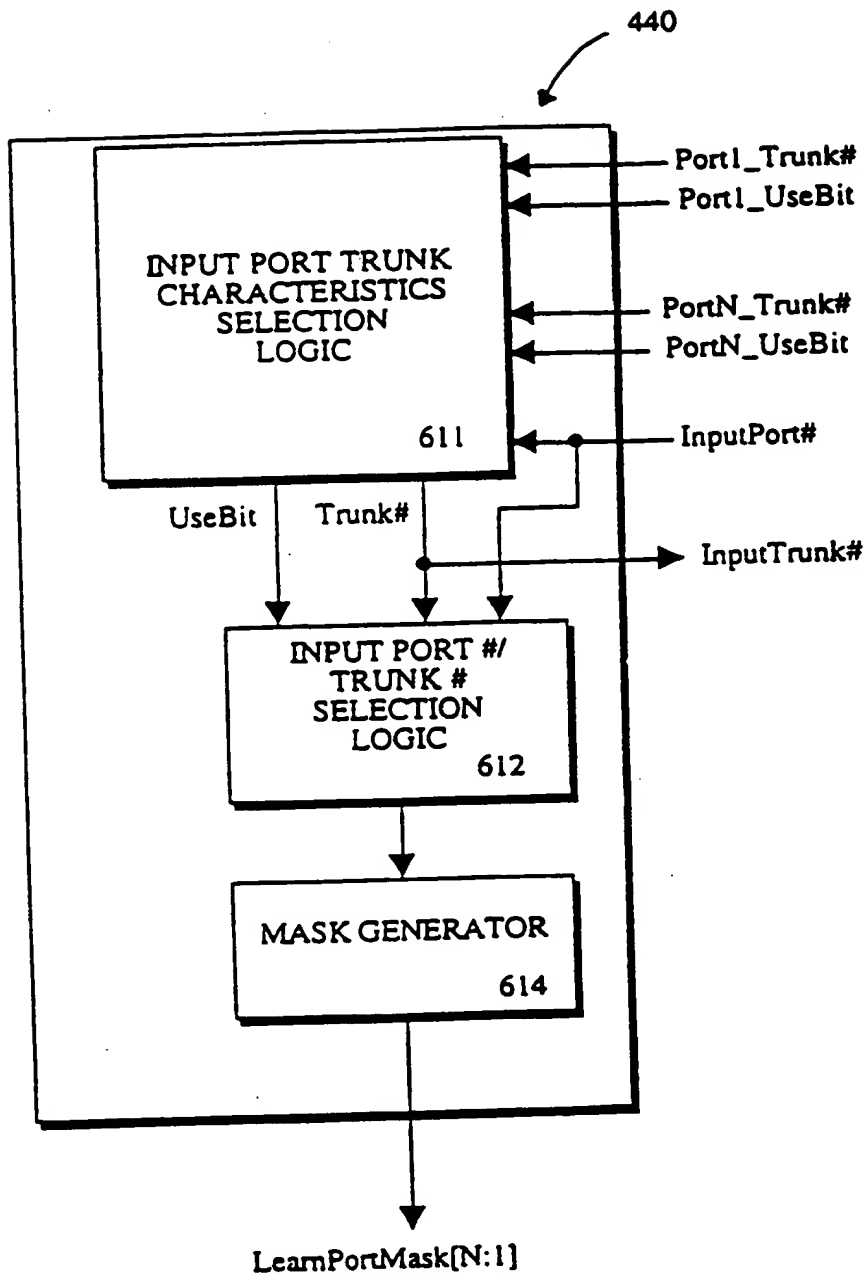 440
Port1_Trunk#
Port1_UseBit
INPUT PORT TRUNK
CHARACTERISTICS
SELECTION
LOGIC
611
PortN_Trunk#
PortN_UseBit
InputPort#
UseBit
Trunk#
InputTrunk#
INPUT PORT #/
TRUNK #
SELECTION
LOGIC
612
MASK GENERATOR
614
LearnPortMask[N:1]